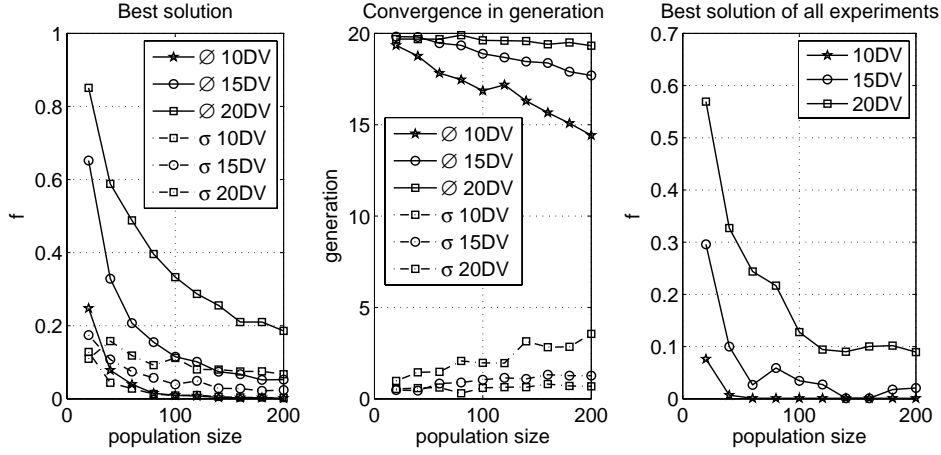 Best solution
1
0.8
0.6
0.4
0.2
0
0
100
200
f
population size
∅ 10DV
∅ 15DV
∅ 20DV
σ 10DV
σ 15DV
σ 20DV
Convergence in generation
20
15
10
5
0
0
100
200
generation
population size
∅ 10DV
∅ 15DV
∅ 20DV
σ 10DV
σ 15DV
σ 20DV
Best solution of all experiments
0.7
0.6
0.5
0.4
0.3
0.2
0.1
0
0
100
200
f
population size
10DV
15DV
20DV